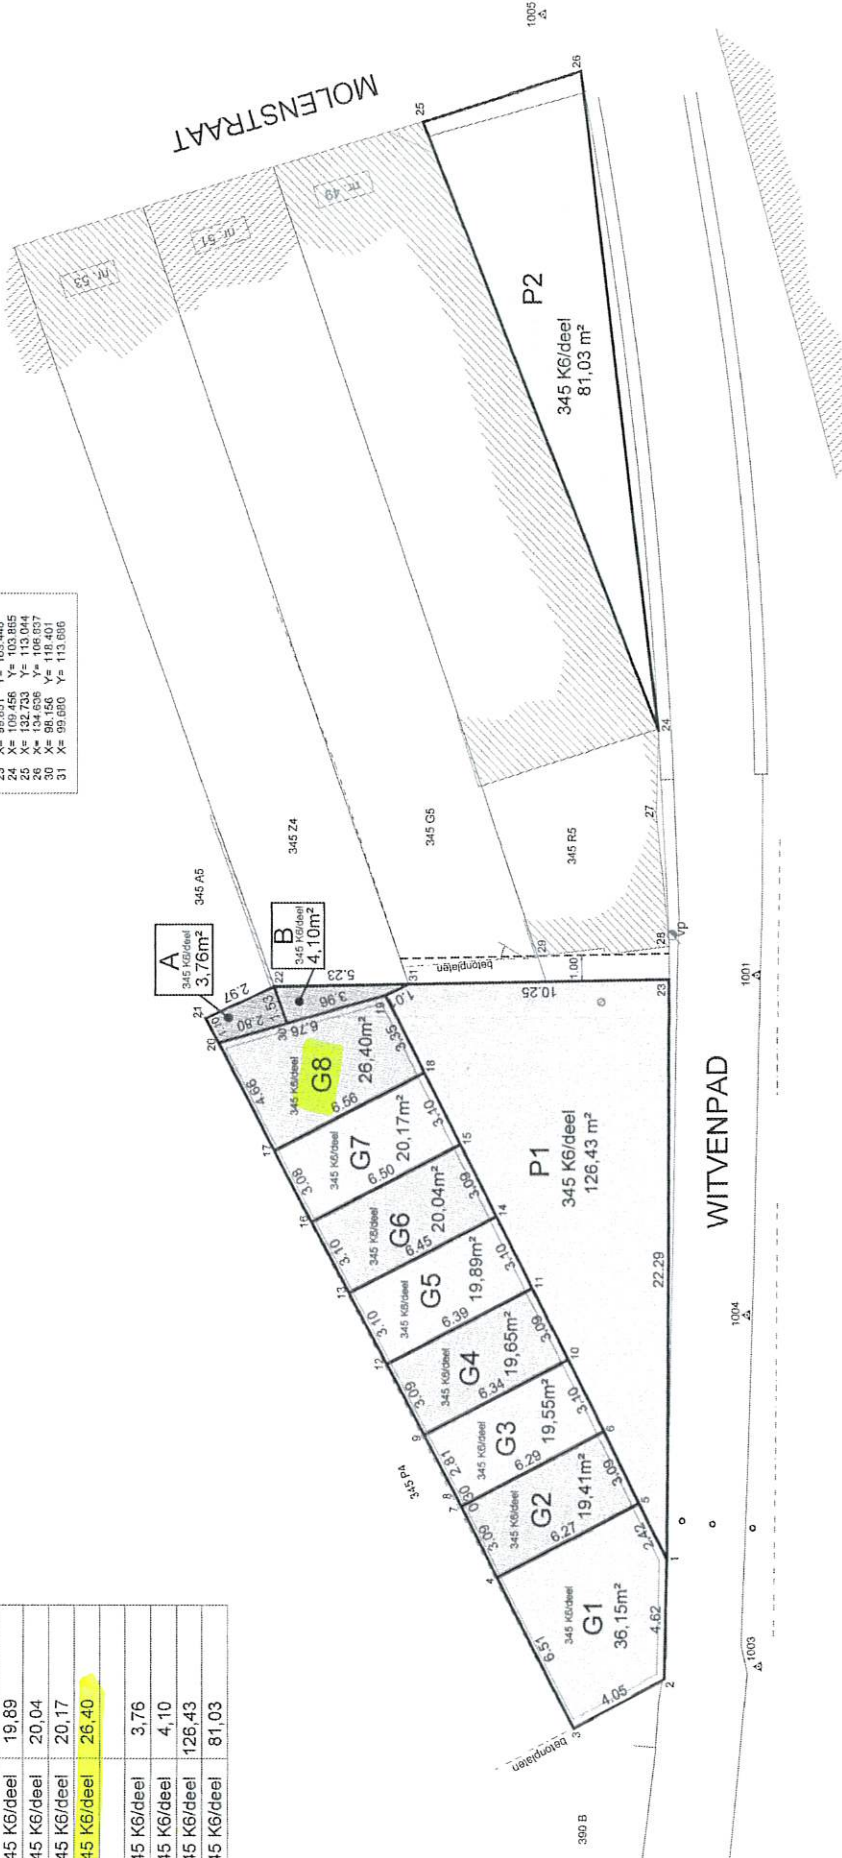 23 X= 99.651 Y= 103.446
24 X= 109.456 Y= 103.865
25 X= 132.733 Y= 113.044
26 X= 134.636 Y= 106.837
30 X= 98.156 Y= 118.401
31 X= 99.680 Y= 113.686
45 K6/deel 19,89
45 K6/deel 20,04
45 K6/deel 20,17
45 K6/deel 26,40
45 K6/deel 3,76
45 K6/deel 4,10
45 K6/deel 126,43
45 K6/deel 81,03
MOLENSTRAAT
nr. 53
nr. 51
nr. 49
25
26
1005
P2
345 K6/deel
81,03 m²
24
27
28
29
vp
345 A5
345 Z4
345 G5
345 R5
A
345 K6/deel
3,76m²
B
345 K6/deel
4,10m²
21
2.97
22
5.23
31
betonplaten
1.00
10.25
23
1001
20
2.80
1.53
30
3.96
6.76
19
345 K6/deel
G8
26,40m²
4.66
6.56
3.35
18
17
345 K6/deel
G7
20,17m²
3.08
6.50
3.10
15
16
345 K6/deel
G6
20,04m²
3.10
6.45
3.09
14
13
345 K6/deel
G5
19,89m²
3.10
6.39
3.10
11
12
345 K6/deel
G4
19,65m²
3.09
6.34
3.09
10
9
345 K6/deel
G3
19,55m²
2.81
6.29
3.10
6
8
7
0.30
345 P4
345 K6/deel
G2
19,41m²
3.09
6.27
3.09
5
4
345 K6/deel
G1
36,15m²
6.51
2.42
4.62
4.05
1
2
3
betonplaten
390 B
P1
345 K6/deel
126,43 m²
22.29
WITVENPAD
1004
1003